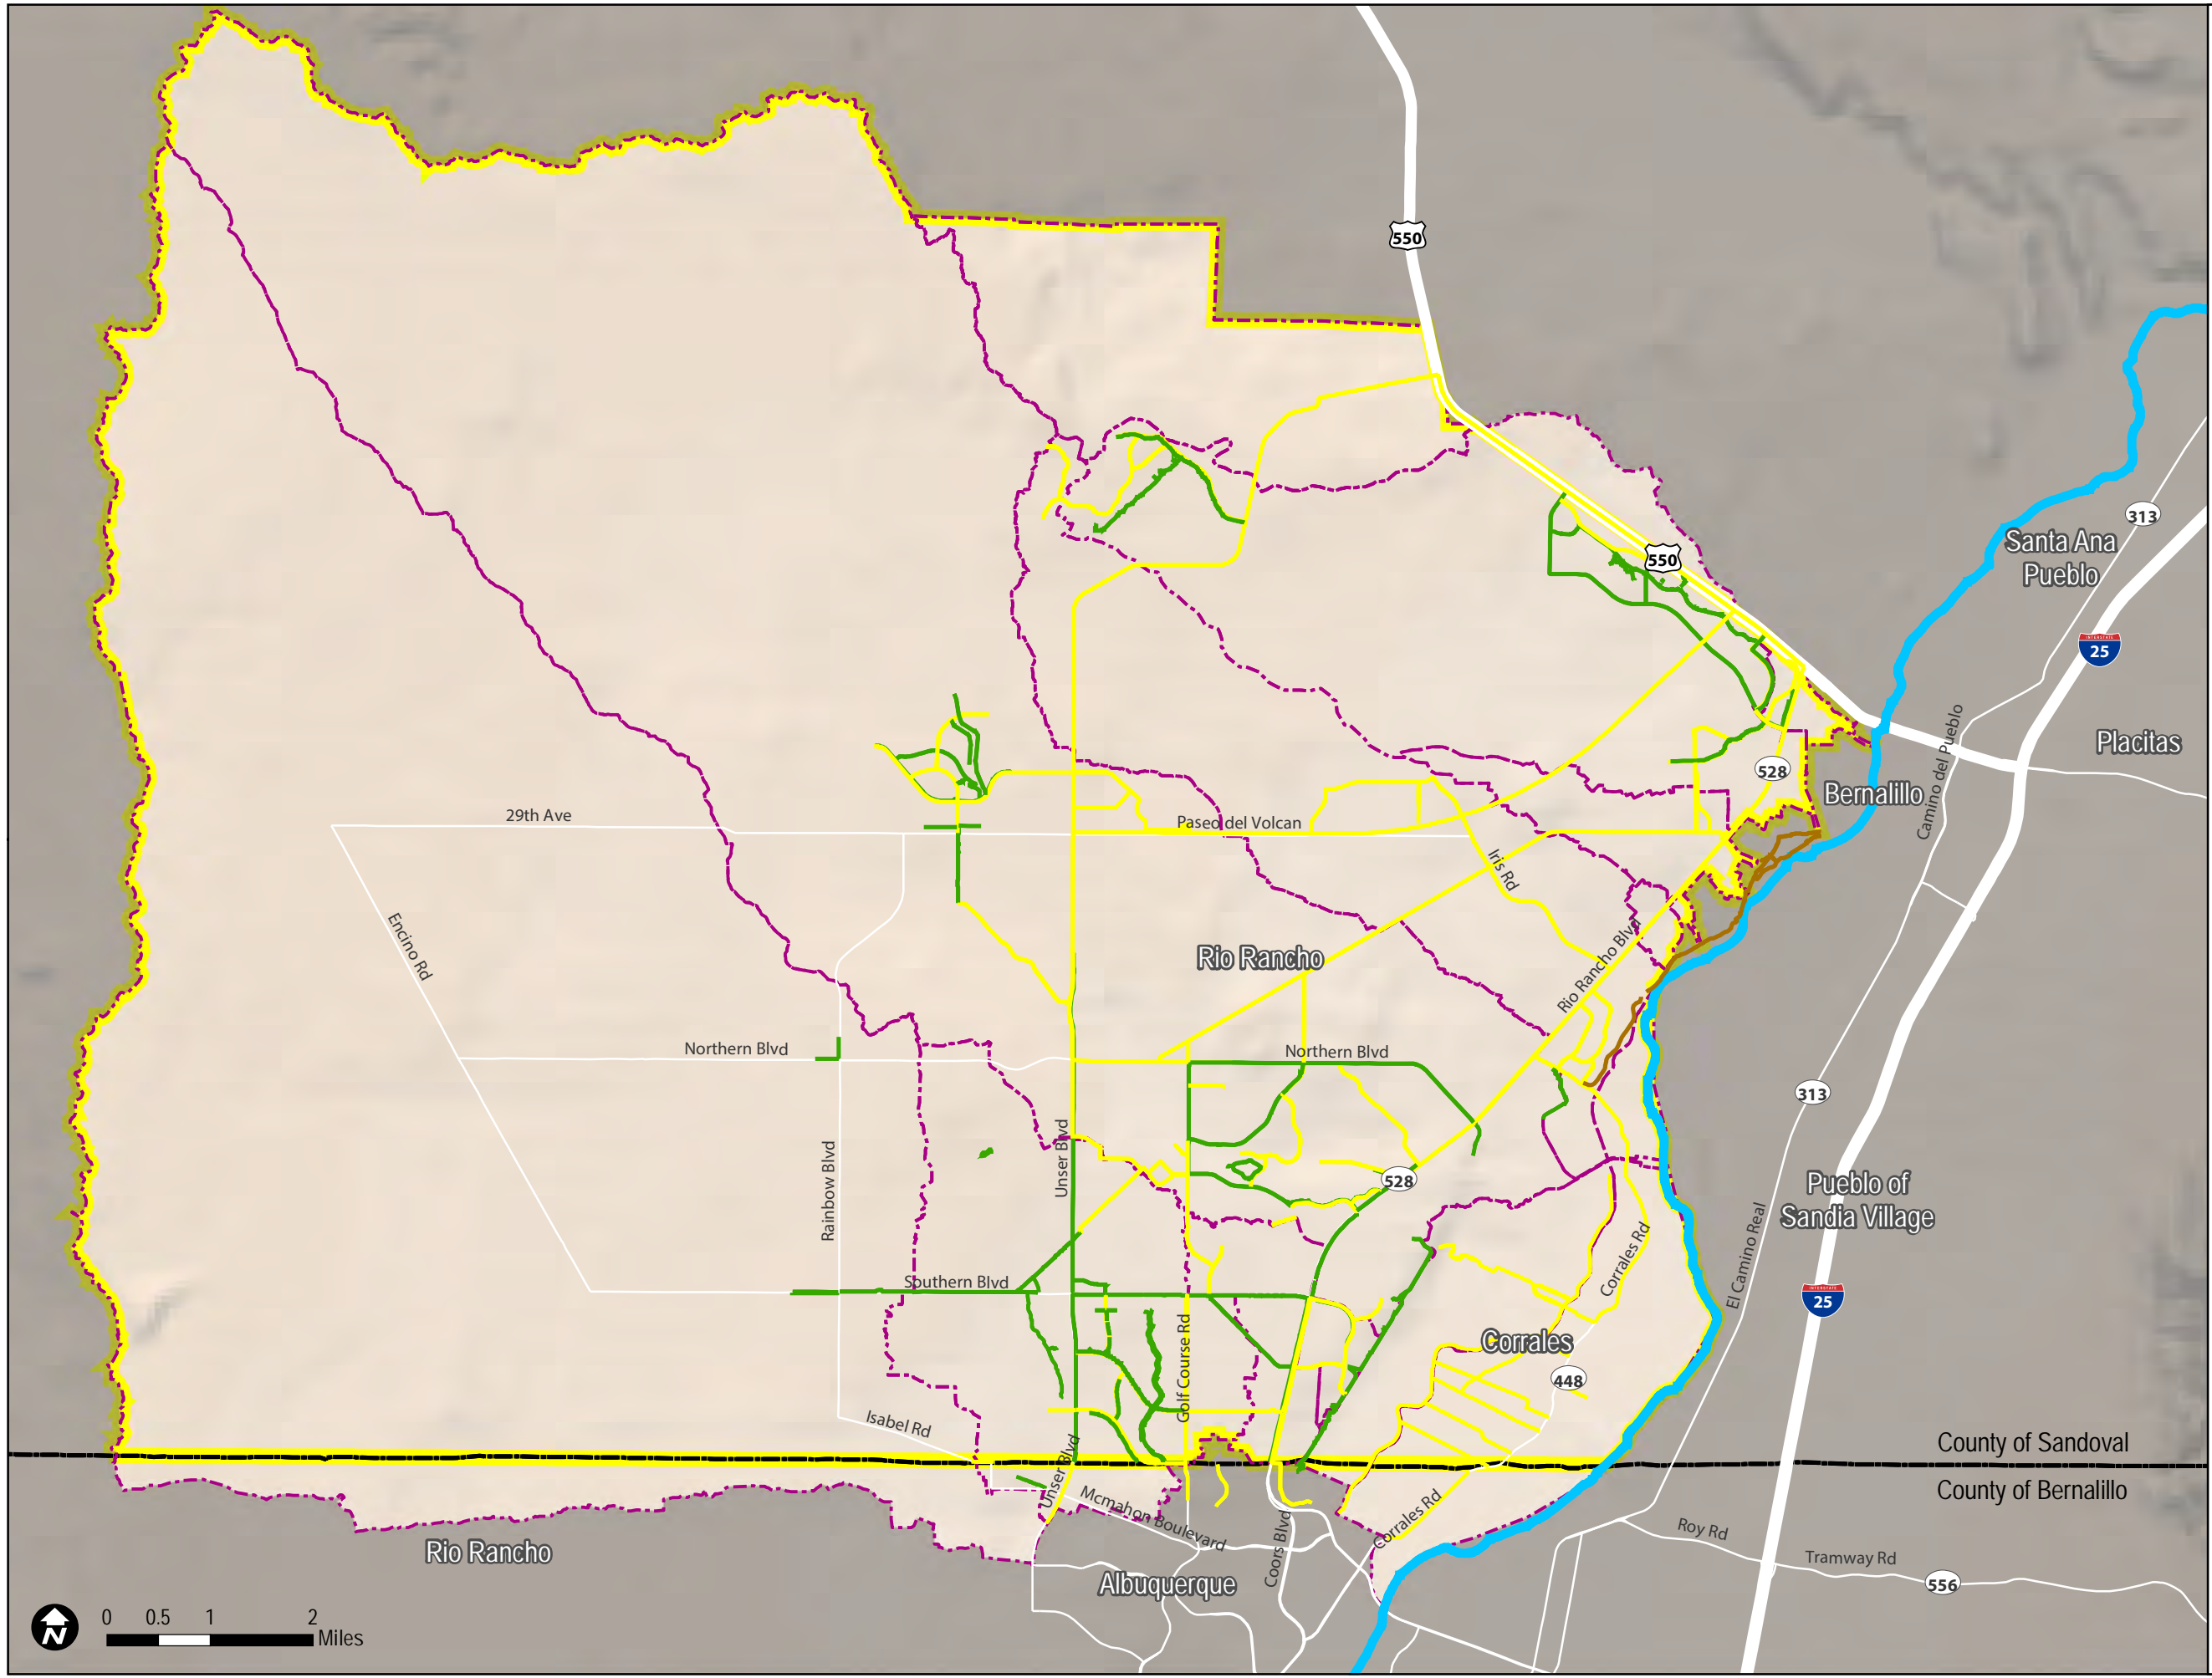 550
313
Santa Ana
Pueblo
550
INTERSTATE
25
Placitas
Camino del Pueblo
528
Bernalillo
29th Ave
Paseo del Volcan
Iris Rd
Encino Rd
Rio Rancho
Rio Rancho Blvd
Northern Blvd
Northern Blvd
313
Unser Blvd
Rainbow Blvd
528
Pueblo of
Sandia Village
El Camino Real
Corrales Rd
Southern Blvd
INTERSTATE
25
Golf Course Rd
Corrales
448
Isabel Rd
County of Sandoval
County of Bernalillo
Unser Blvd
Mcmahon Boulevard
Corrales Rd
Coors Blvd
Roy Rd
Rio Rancho
Tramway Rd
Albuquerque
556
N
0 0.5 1 2
Miles